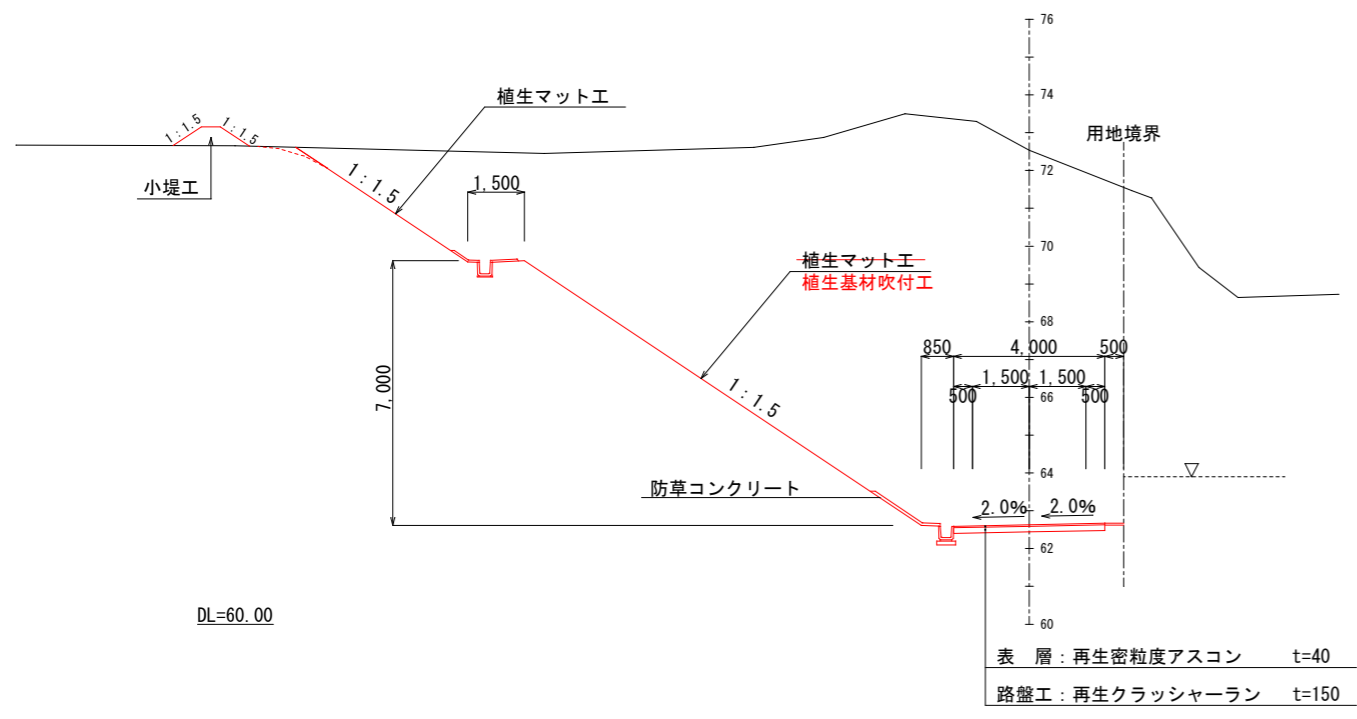 76
植生マット工
74
1:1.5
1:1.5
用地境界
小堤工
1:1.5
1,500
72
70
植生マット工
植生基材吹付工
68
850
4,000
500
7,000
1:1.5
500
1,500
1,500
500
66
64
▽
防草コンクリート
2.0%
2.0%
62
DL=60.00
60
表 層：再生密粒度アスコン t=40
路盤工：再生クラッシャーラン t=150